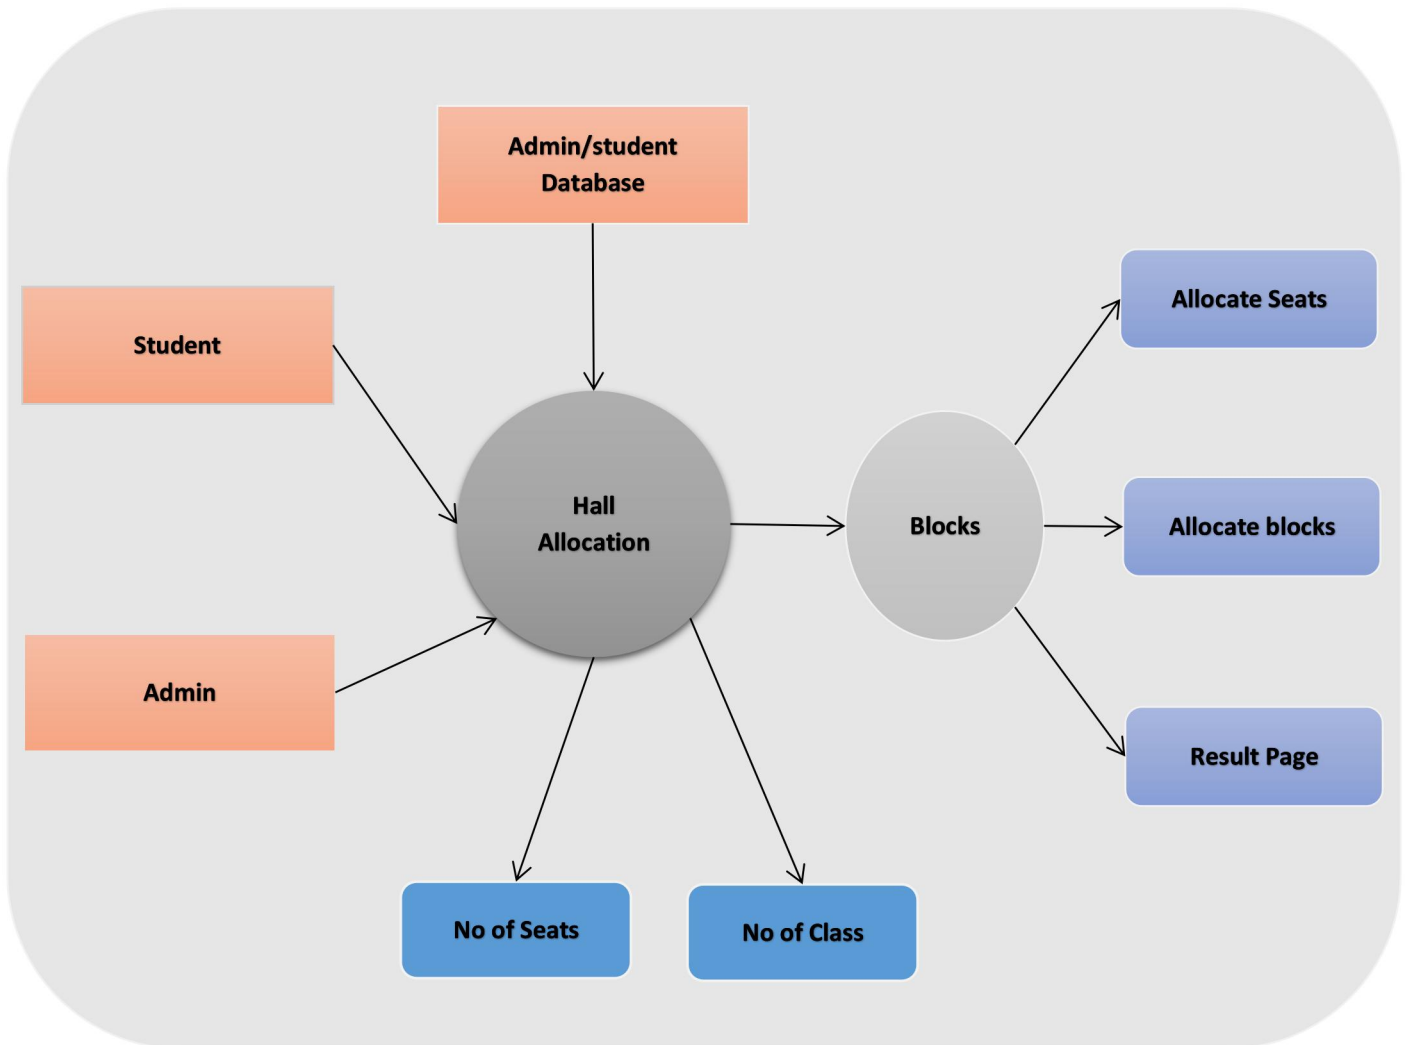 Admin/student
Database
Student
Allocate Seats
Hall
Allocation
Blocks
Allocate blocks
Admin
Result Page
No of Seats
No of Class